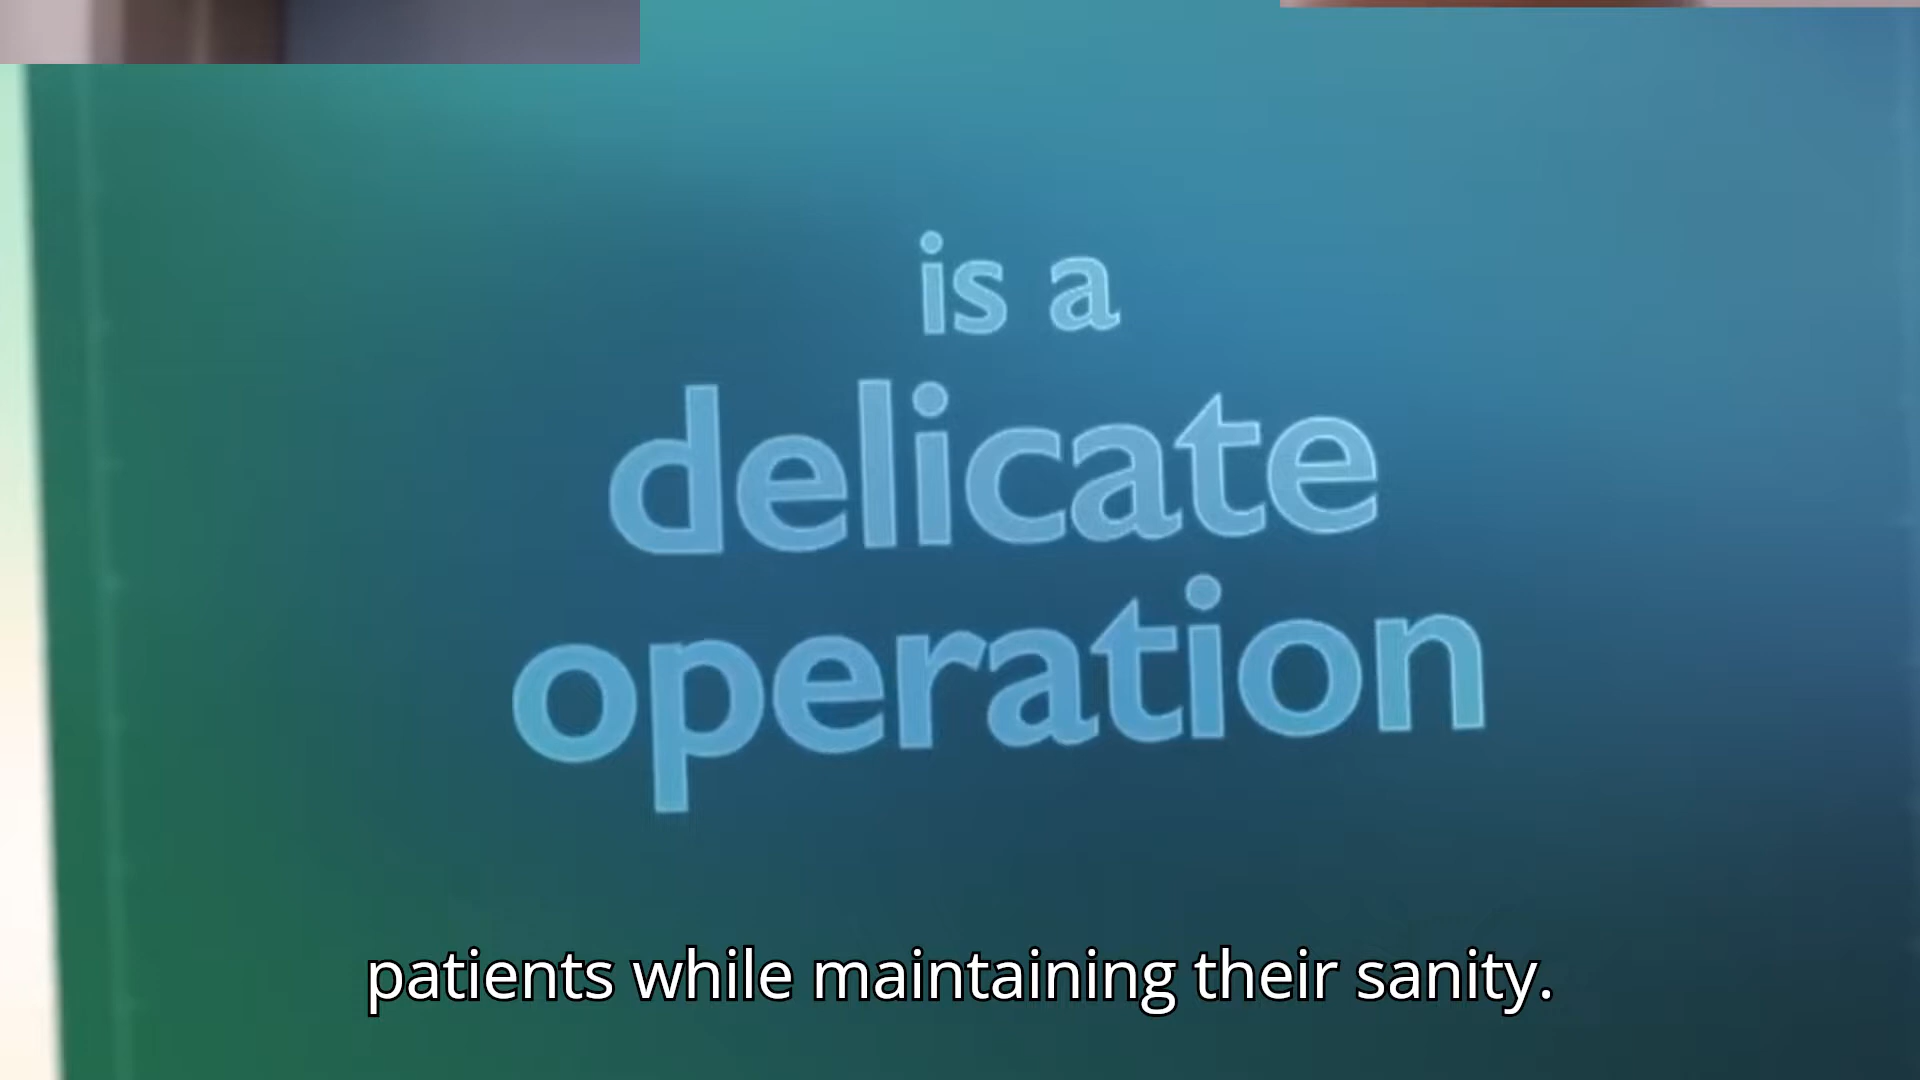 is a
delicate
operation
patients while maintaining their sanity.